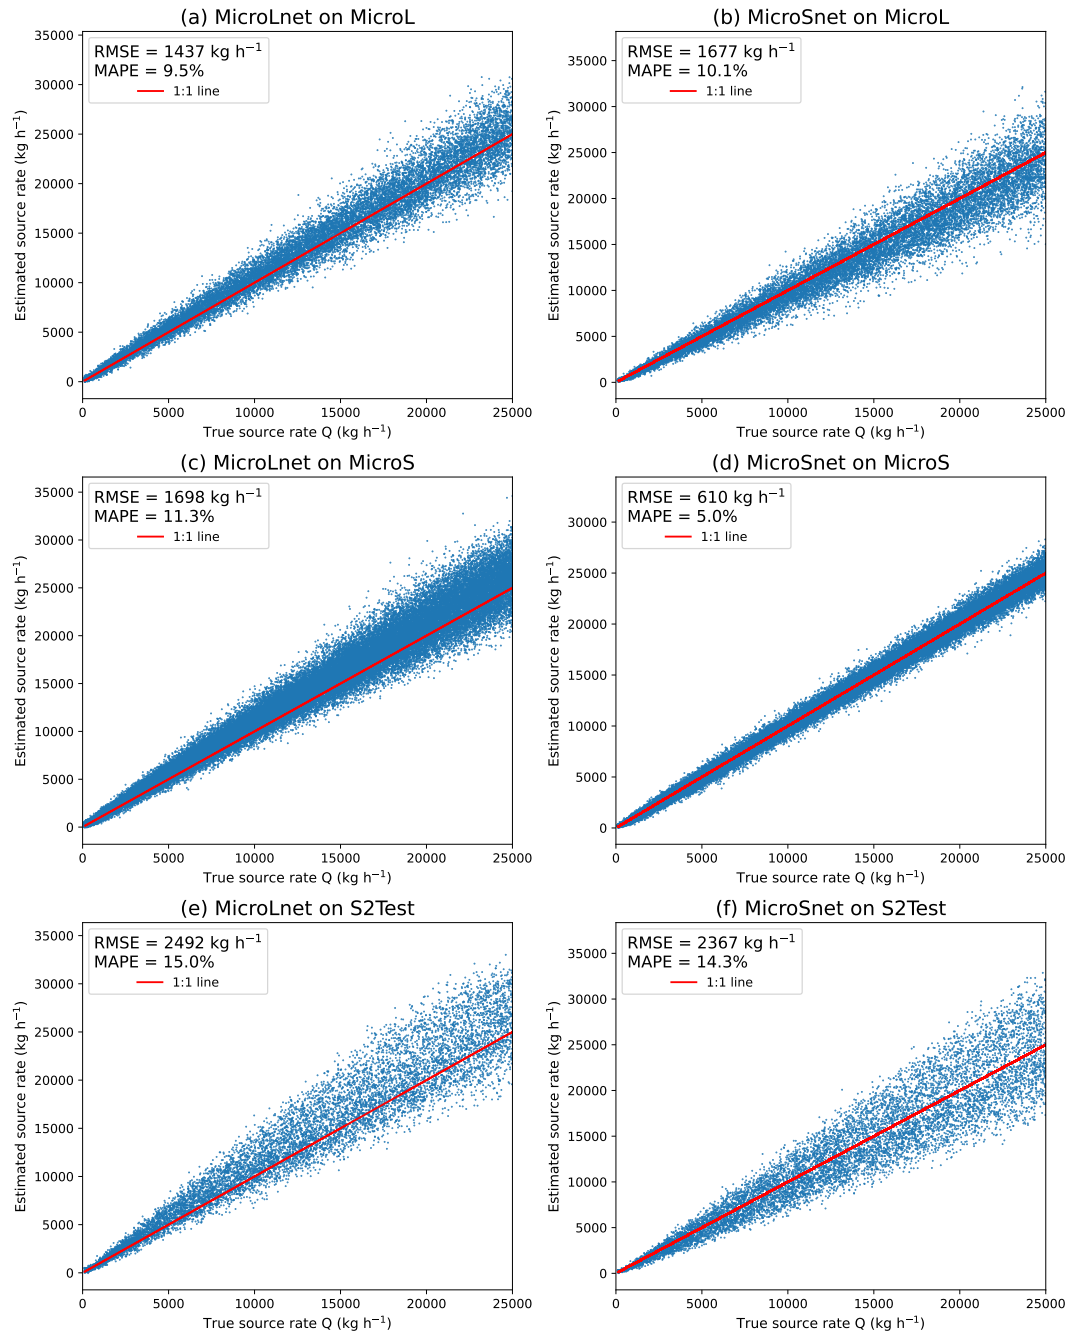 (a) MicroLnet on MicroL
RMSE = 1437 kg h⁻¹
MAPE = 9.5%
1:1 line
Estimated source rate (kg h⁻¹)
35000
30000
25000
20000
15000
10000
5000
0
0 5000 10000 15000 20000 25000
True source rate Q (kg h⁻¹)
(b) MicroSnet on MicroL
RMSE = 1677 kg h⁻¹
MAPE = 10.1%
1:1 line
Estimated source rate (kg h⁻¹)
35000
30000
25000
20000
15000
10000
5000
0
0 5000 10000 15000 20000 25000
True source rate Q (kg h⁻¹)
(c) MicroLnet on MicroS
RMSE = 1698 kg h⁻¹
MAPE = 11.3%
1:1 line
Estimated source rate (kg h⁻¹)
35000
30000
25000
20000
15000
10000
5000
0
0 5000 10000 15000 20000 25000
True source rate Q (kg h⁻¹)
(d) MicroSnet on MicroS
RMSE = 610 kg h⁻¹
MAPE = 5.0%
1:1 line
Estimated source rate (kg h⁻¹)
30000
25000
20000
15000
10000
5000
0
0 5000 10000 15000 20000 25000
True source rate Q (kg h⁻¹)
(e) MicroLnet on S2Test
RMSE = 2492 kg h⁻¹
MAPE = 15.0%
1:1 line
Estimated source rate (kg h⁻¹)
35000
30000
25000
20000
15000
10000
5000
0
0 5000 10000 15000 20000 25000
True source rate Q (kg h⁻¹)
(f) MicroSnet on S2Test
RMSE = 2367 kg h⁻¹
MAPE = 14.3%
1:1 line
Estimated source rate (kg h⁻¹)
35000
30000
25000
20000
15000
10000
5000
0
0 5000 10000 15000 20000 25000
True source rate Q (kg h⁻¹)